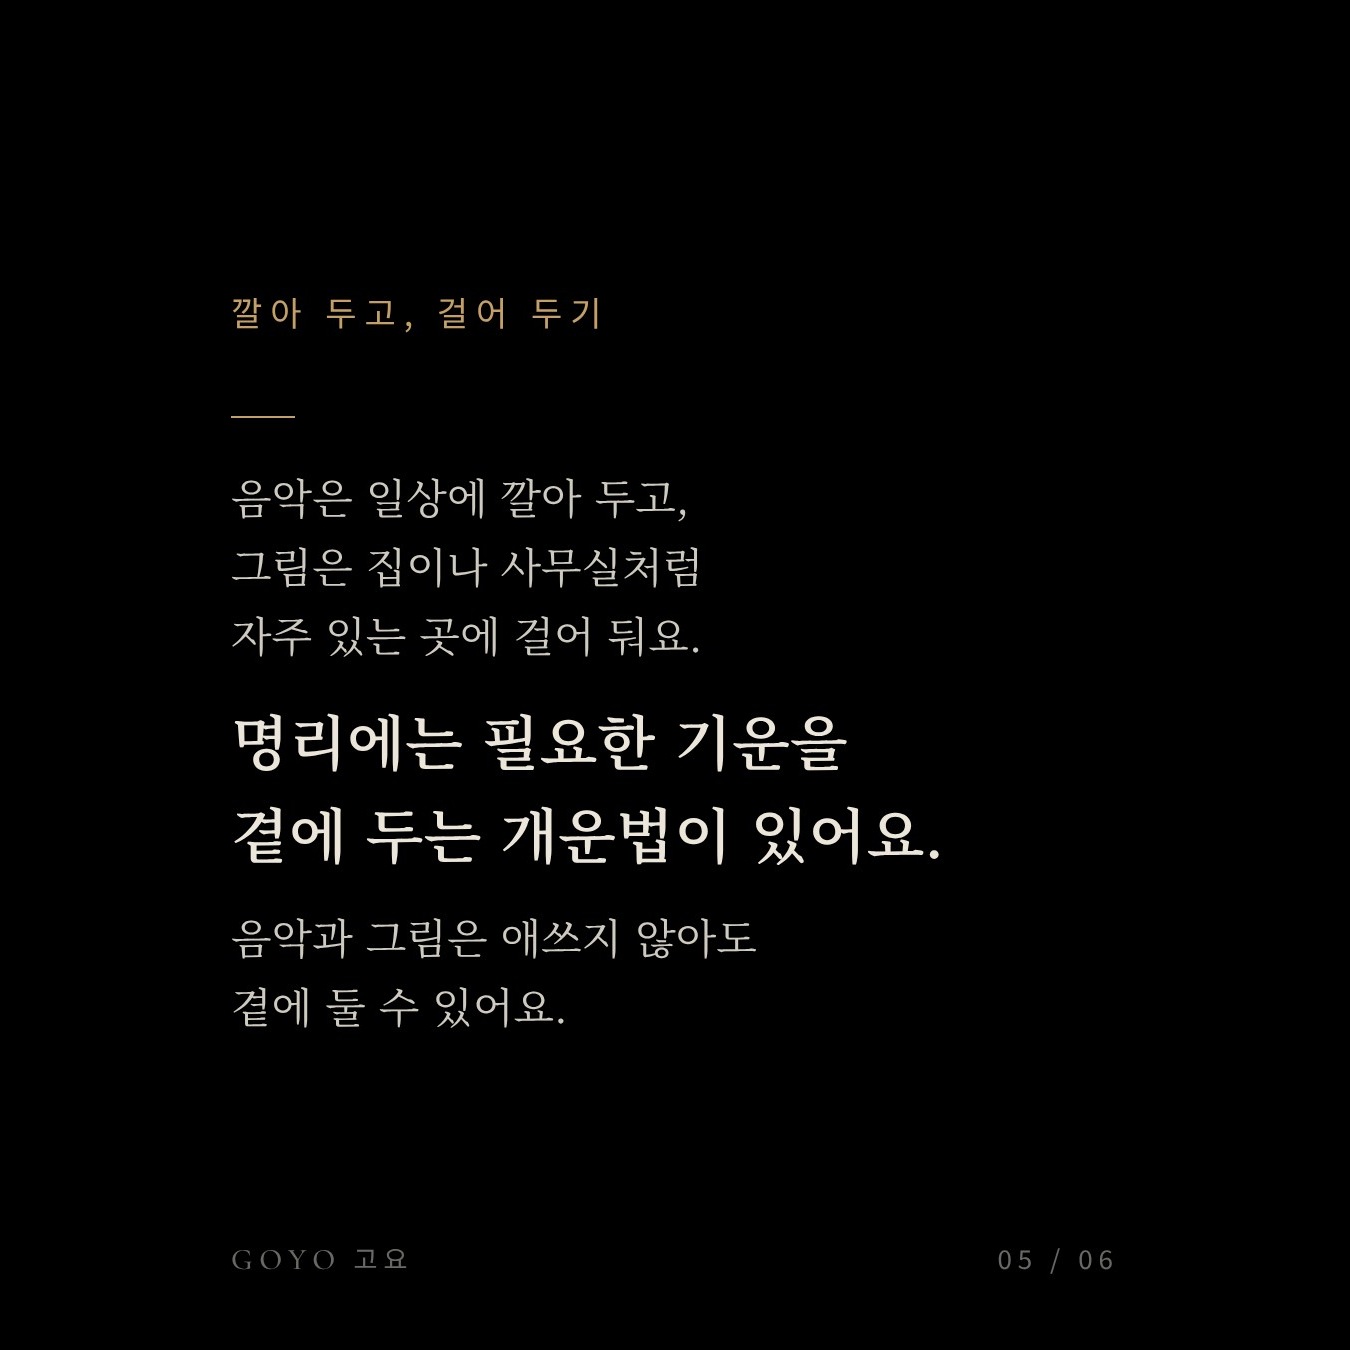 깔아 두고, 걸어 두기
음악은 일상에 깔아 두고,
그림은 집이나 사무실처럼
자주 있는 곳에 걸어 둬요.
명리에는 필요한 기운을
곁에 두는 개운법이 있어요.
음악과 그림은 애쓰지 않아도
곁에 둘 수 있어요.
GOYO 고요
05 / 06